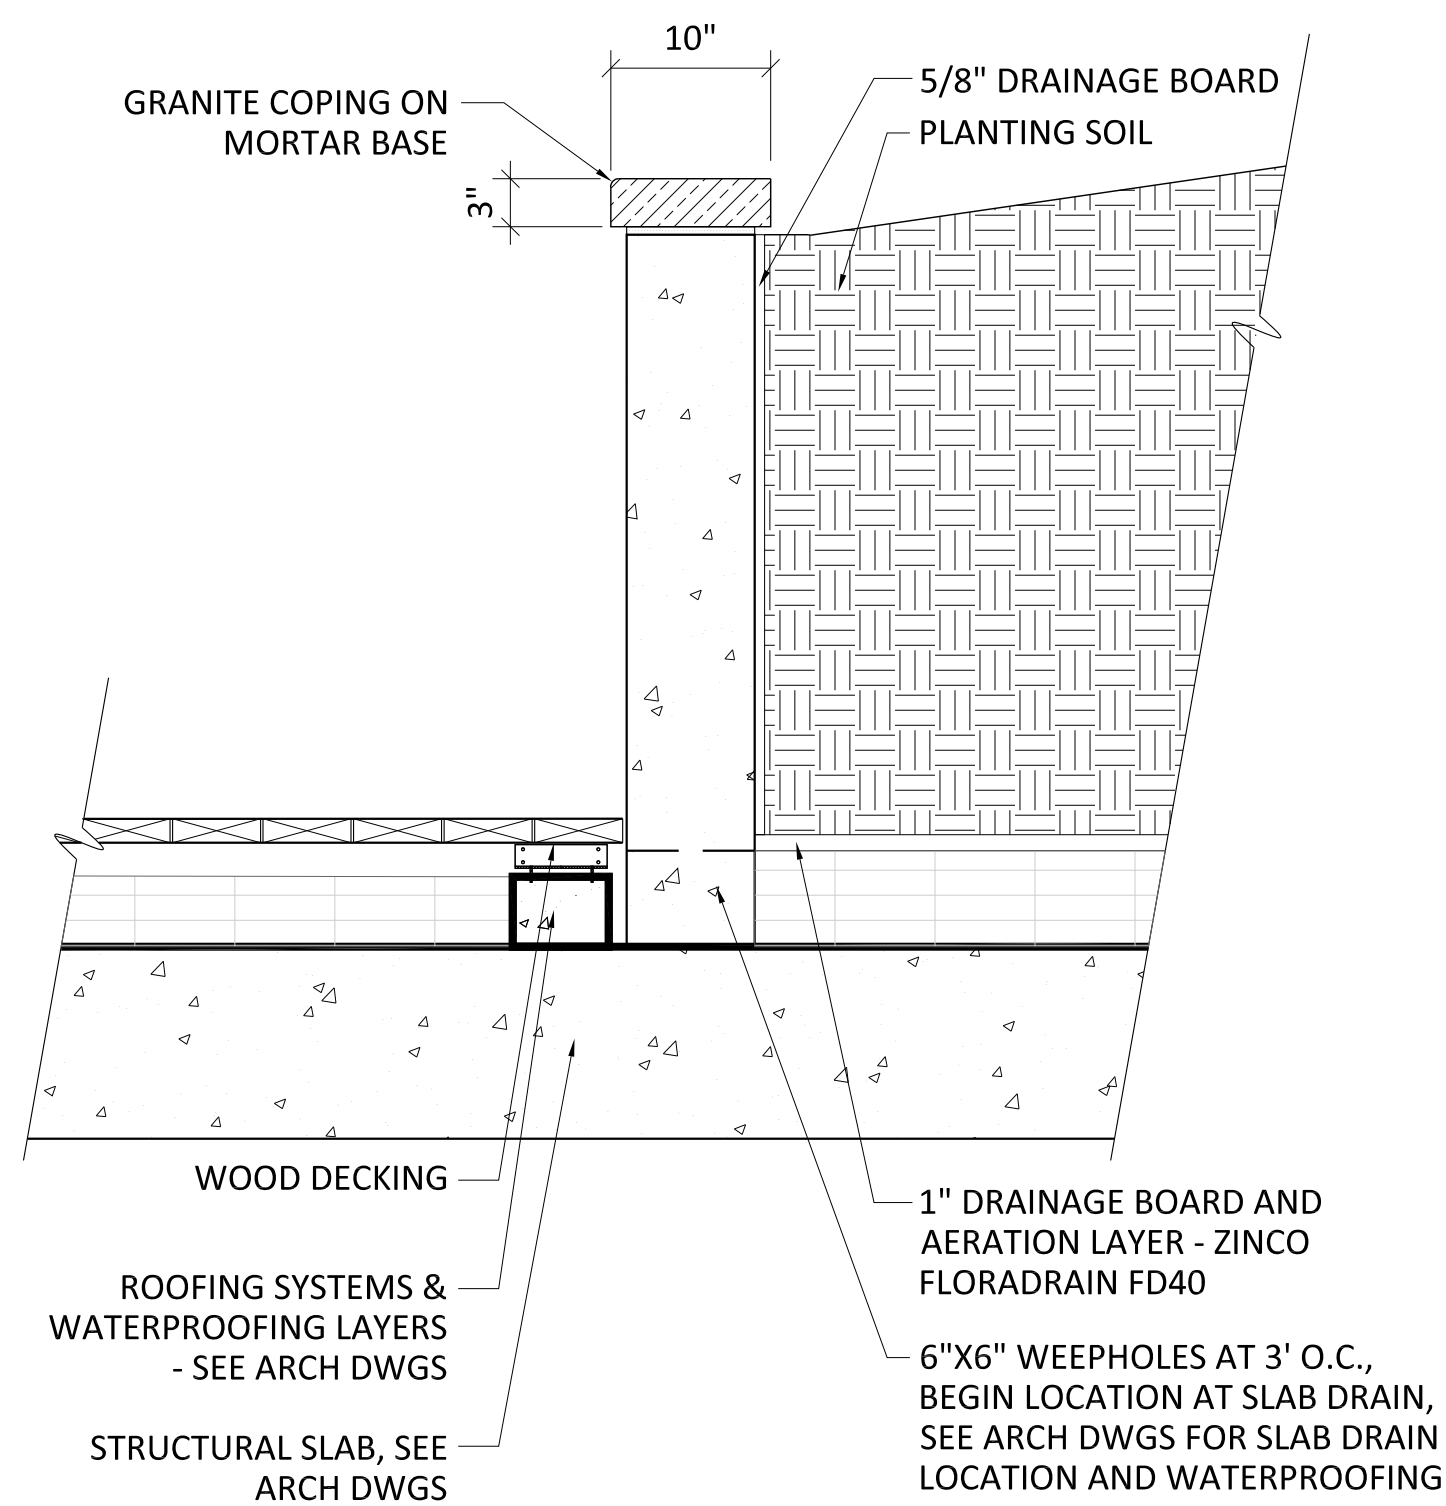 10"
GRANITE COPING ON
MORTAR BASE
3"
5/8" DRAINAGE BOARD
PLANTING SOIL
WOOD DECKING
ROOFING SYSTEMS &
WATERPROOFING LAYERS
- SEE ARCH DWGS
STRUCTURAL SLAB, SEE
ARCH DWGS
1" DRAINAGE BOARD AND
AERATION LAYER - ZINCO
FLORADRAIN FD40
6"X6" WEEPHOLES AT 3' O.C.,
BEGIN LOCATION AT SLAB DRAIN,
SEE ARCH DWGS FOR SLAB DRAIN
LOCATION AND WATERPROOFING